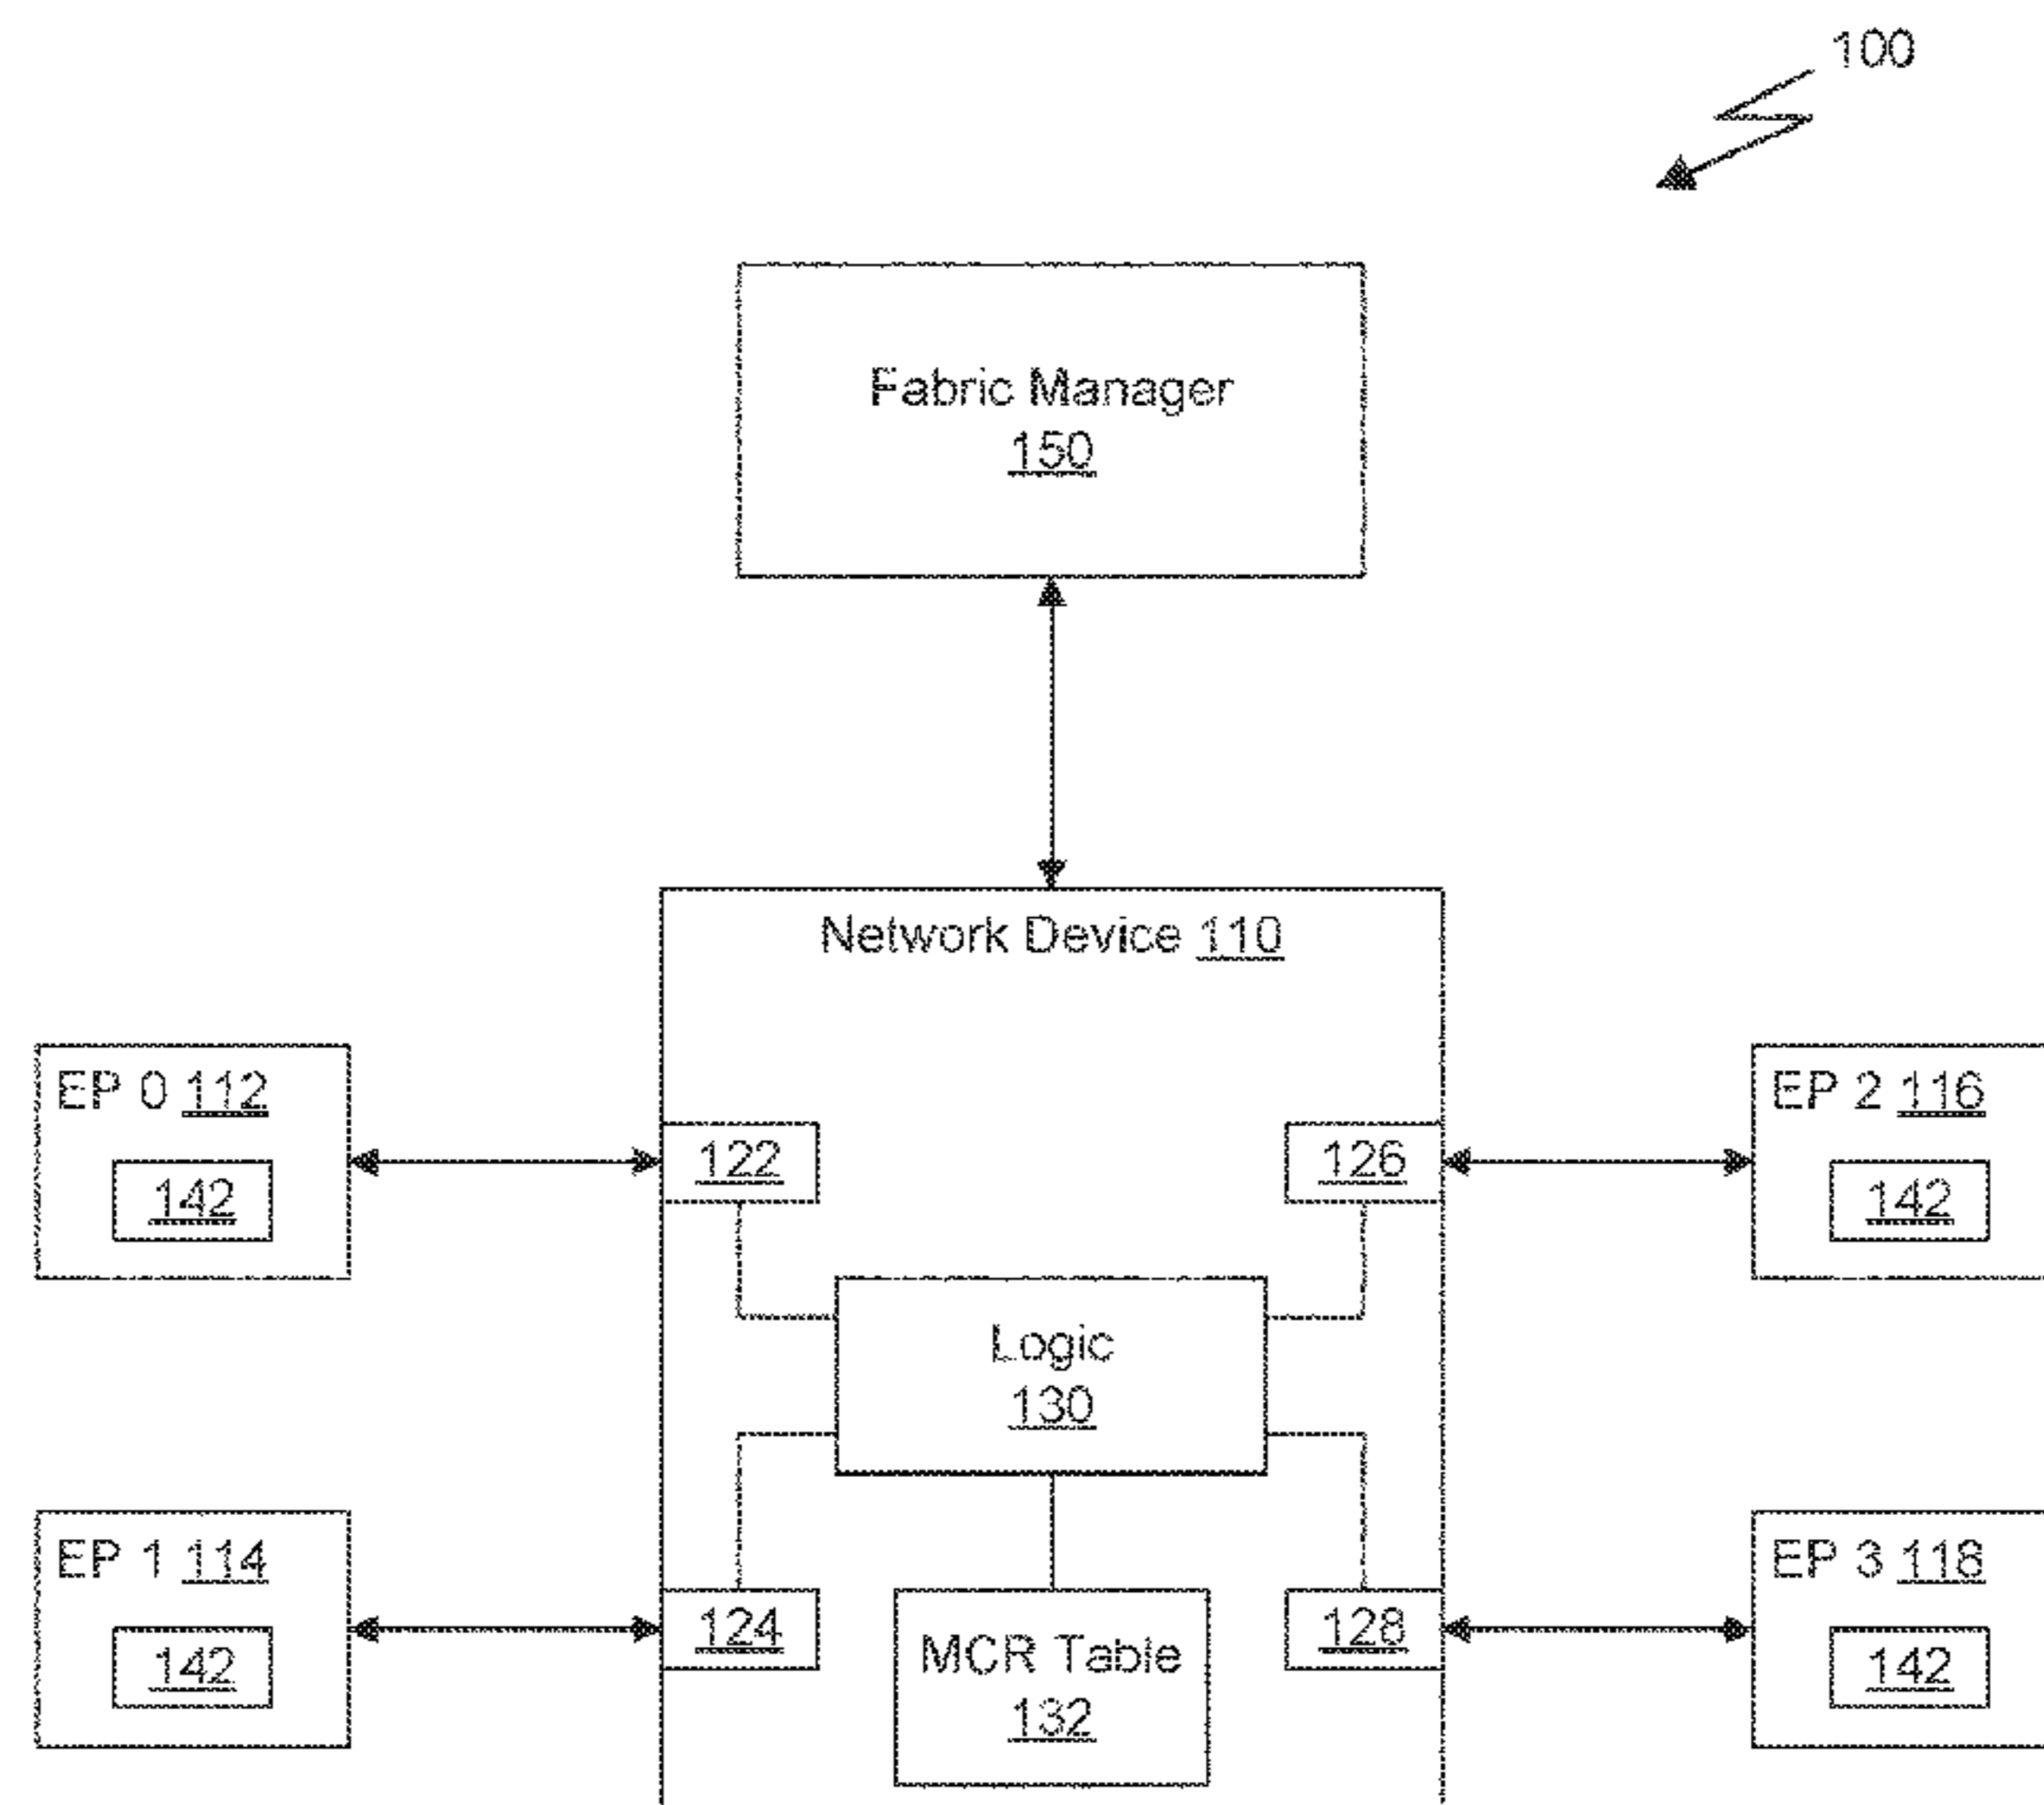 100
Fabric Manager
150
Network Device 110
EP 0 112
142
122
126
EP 2 116
142
Logic
130
EP 1 114
142
124
MCR Table
132
128
EP 3 118
142